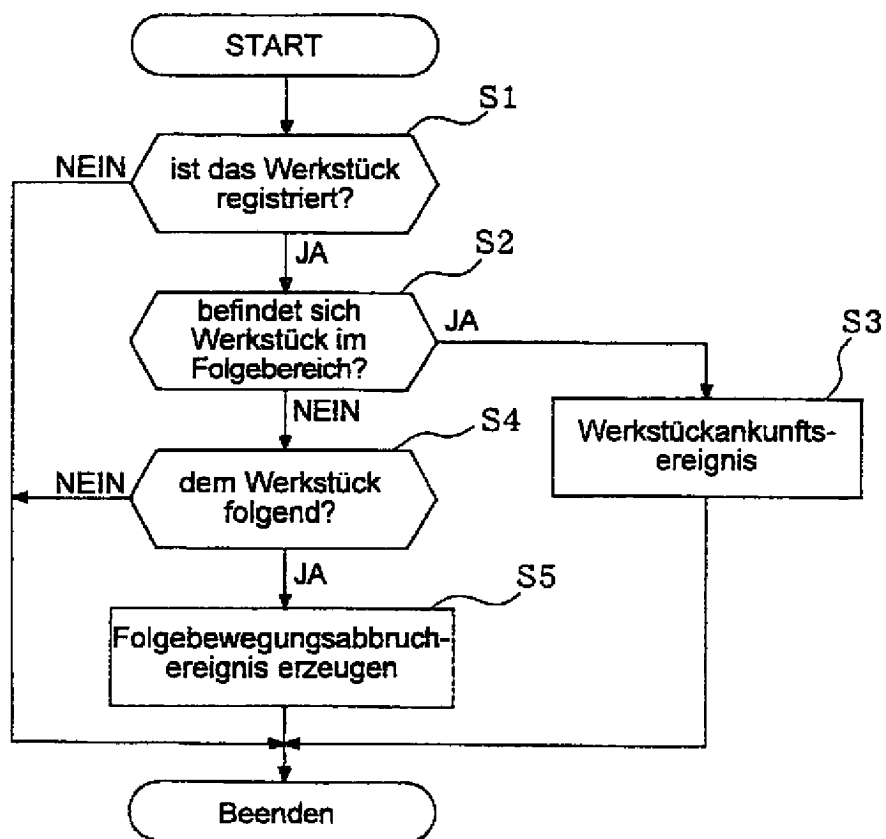 START
S1
NEIN
ist das Werkstück
registriert?
JA
S2
befindet sich
Werkstück im
Folgebereich?
JA
S3
NEIN
Werkstückankunfts-
ereignis
S4
NEIN
dem Werkstück
folgend?
JA
S5
Folgebewegungsabbruch-
ereignis erzeugen
Beenden